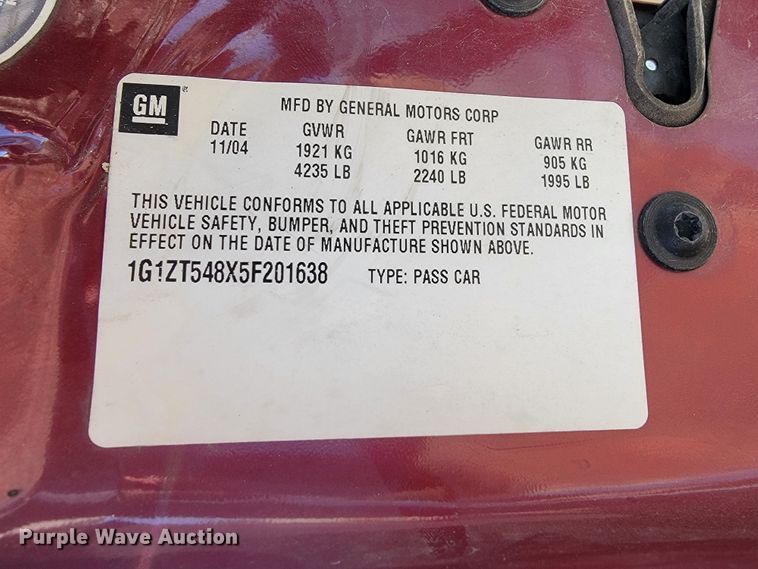 GM ®
MFD BY GENERAL MOTORS CORP
DATE GVWR GAWR FRT GAWR RR
11/04 1921 KG 1016 KG 905 KG
4235 LB 2240 LB 1995 LB
THIS VEHICLE CONFORMS TO ALL APPLICABLE U.S. FEDERAL MOTOR
VEHICLE SAFETY, BUMPER, AND THEFT PREVENTION STANDARDS IN
EFFECT ON THE DATE OF MANUFACTURE SHOWN ABOVE.
1G1ZT548X5F201638 TYPE: PASS CAR
Purple Wave Auction